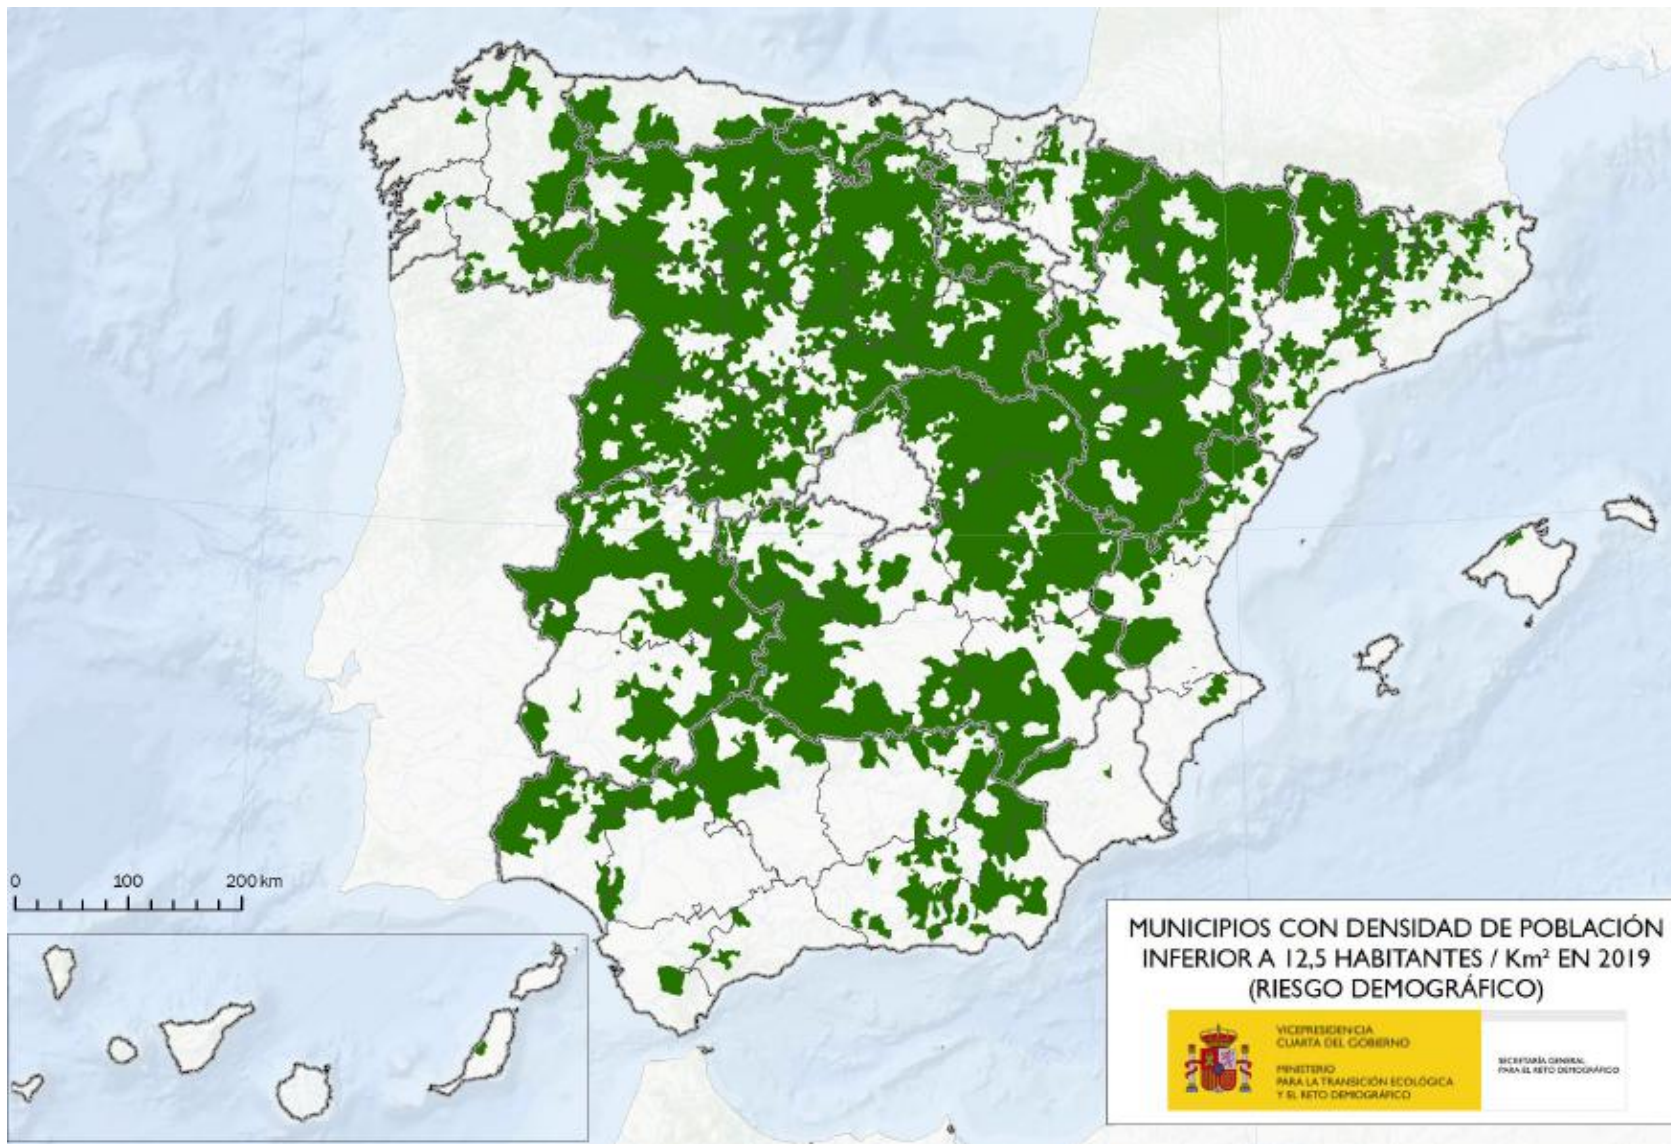 0 100 200 km
MUNICIPIOS CON DENSIDAD DE POBLACIÓN
INFERIOR A 12,5 HABITANTES / Km² EN 2019
(RIESGO DEMOGRÁFICO)
VICEPRESIDENCIA
CUARTA DEL GOBIERNO
MINISTERIO
PARA LA TRANSICIÓN ECOLÓGICA
Y EL RETO DEMOGRÁFICO
SECRETARÍA GENERAL
PARA EL RETO DEMOGRÁFICO